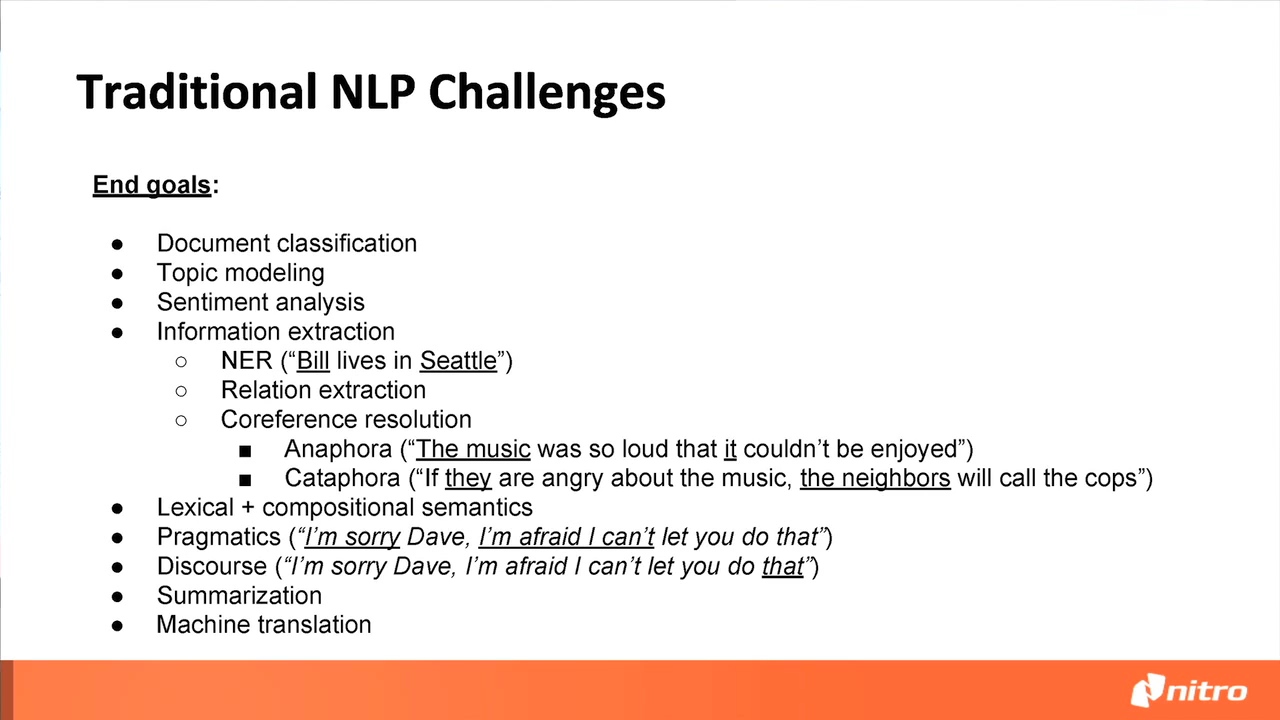 Traditional NLP Challenges
End goals:
● Document classification
● Topic modeling
● Sentiment analysis
● Information extraction
○ NER (“Bill lives in Seattle”)
○ Relation extraction
○ Coreference resolution
■ Anaphora (“The music was so loud that it couldn’t be enjoyed”)
■ Cataphora (“If they are angry about the music, the neighbors will call the cops”)
● Lexical + compositional semantics
● Pragmatics (“I’m sorry Dave, I’m afraid I can’t let you do that”)
● Discourse (“I’m sorry Dave, I’m afraid I can’t let you do that”)
● Summarization
● Machine translation
nitro